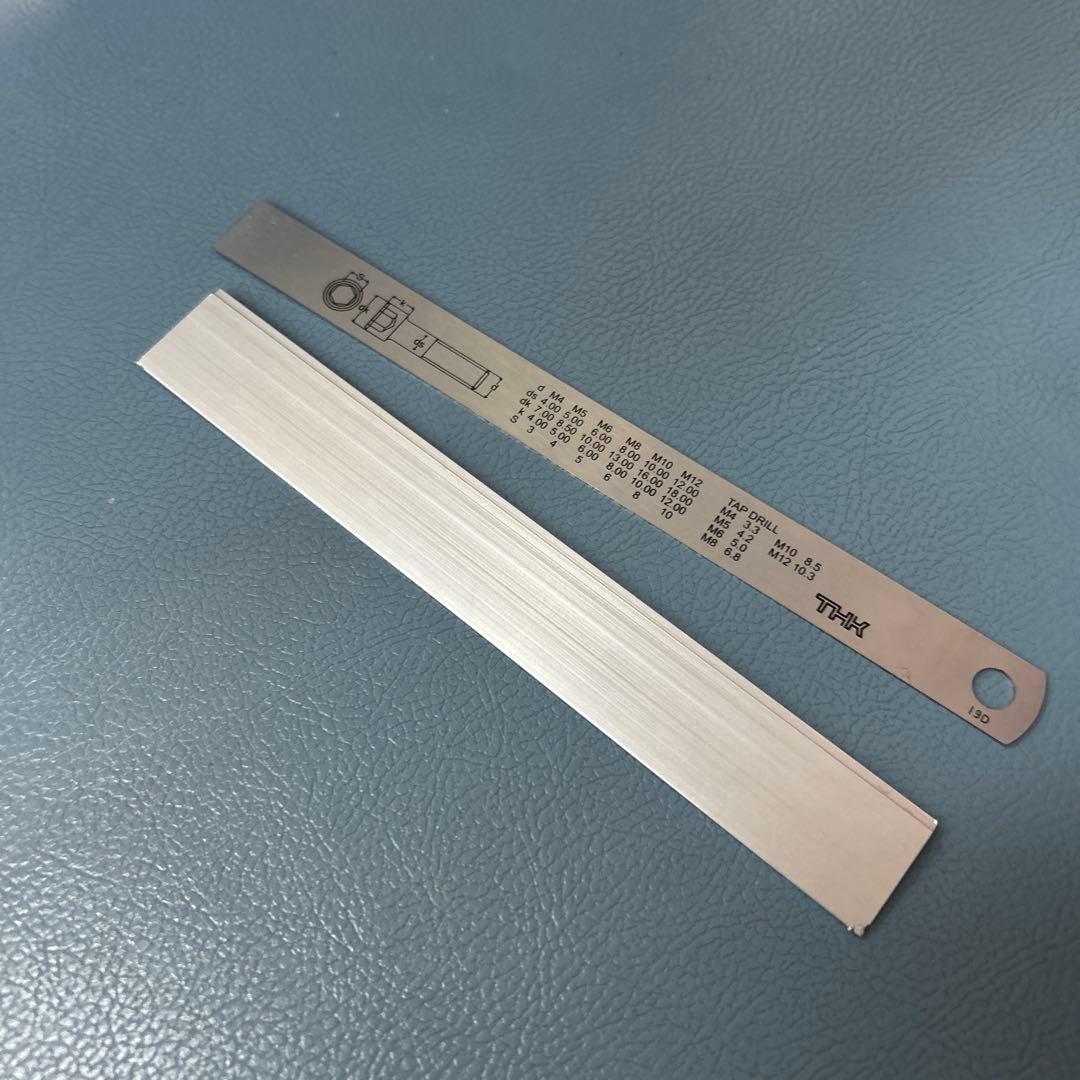 S
k
dk
ds
d
d M4 M5 M6 M8 M10 M12
ds 4.00 5.00 6.00 8.00 10.00 12.00
dk 7.00 8.50 10.00 13.00 16.00 18.00
k 4.00 5.00 6.00 8.00 10.00 12.00
S 3 4 5 6 8 10
TAP DRILL
M4 3.3 M10 8.5
M5 4.2 M12 10.3
M6 5.0
M8 6.8
THK
19D